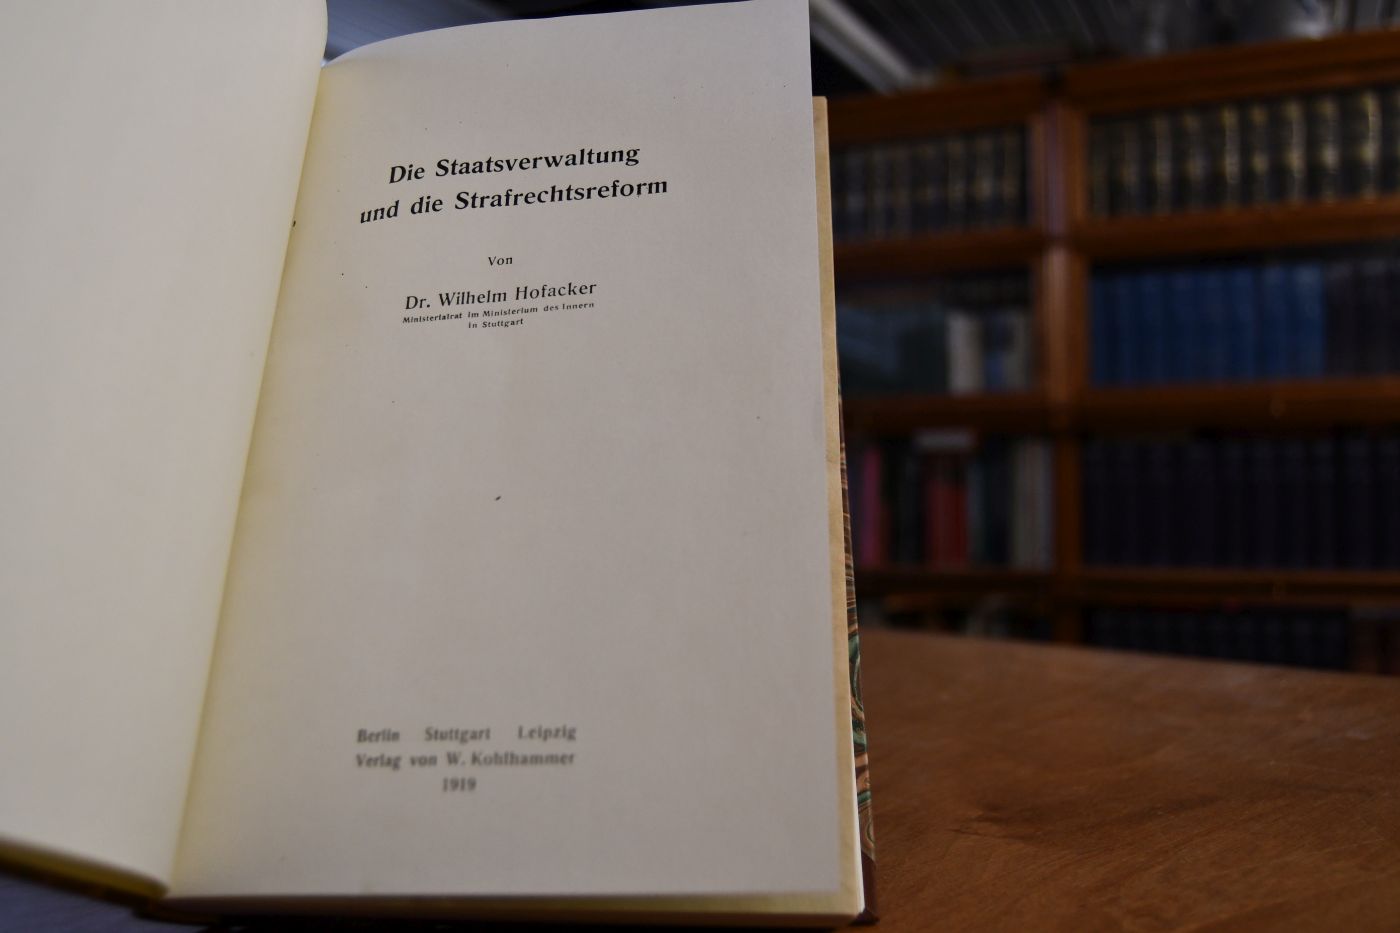 Die Staatsverwaltung
und die Strafrechtsreform
Von
Dr. Wilhelm Hofacker
Ministerialrat im Ministerium des Innern
in Stuttgart
Berlin Stuttgart Leipzig
Verlag von W. Kohlhammer
1919